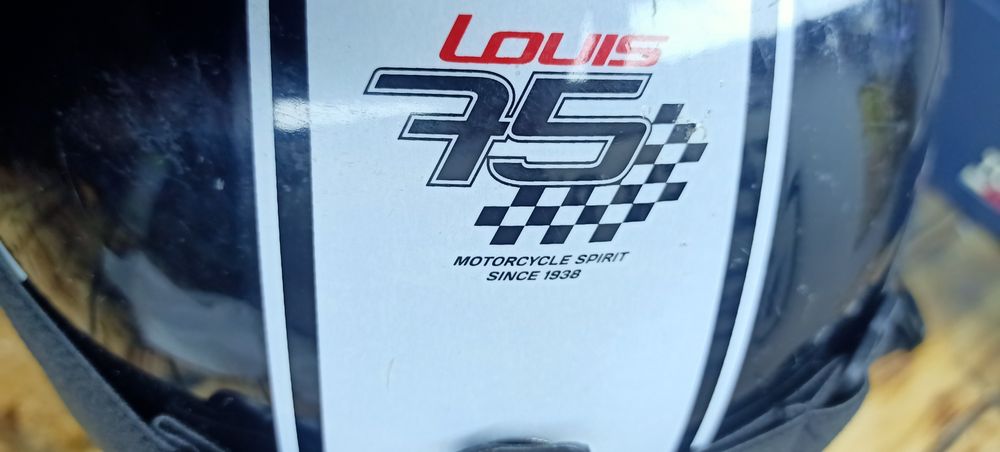 LOUIS
75
MOTORCYCLE SPIRIT
SINCE 1938